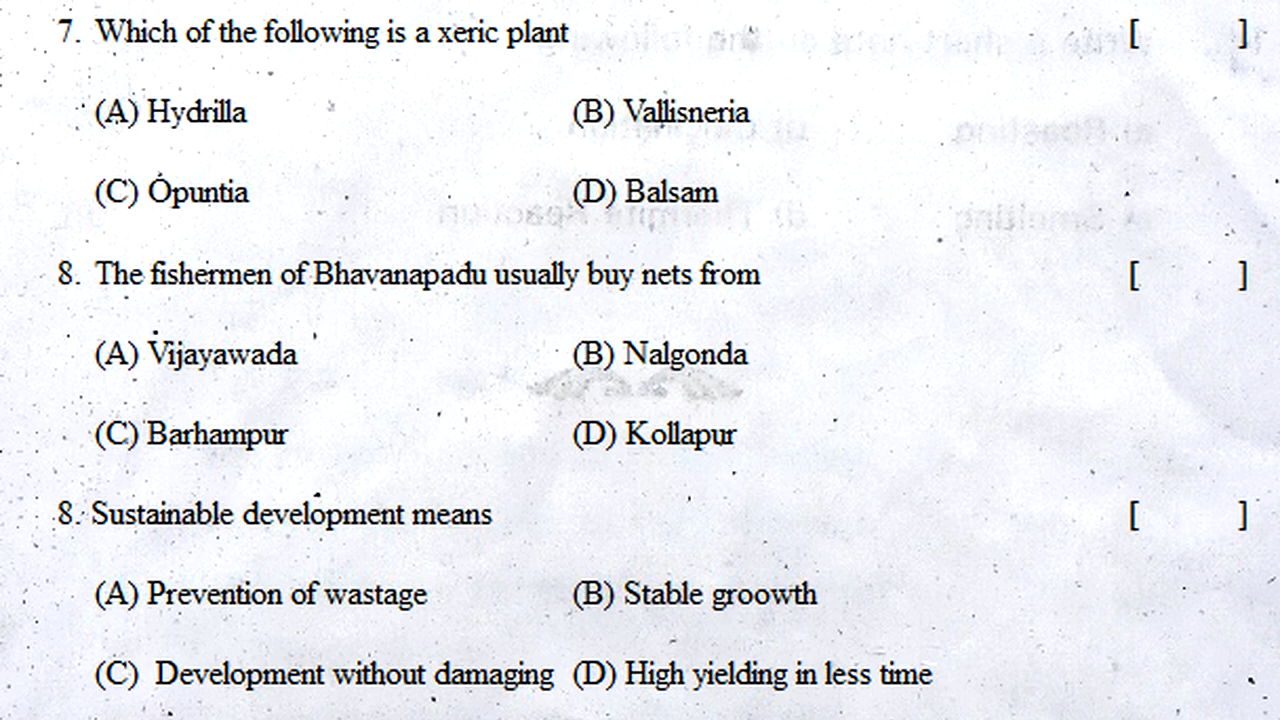 7. Which of the following is a xeric plant [ ]
(A) Hydrilla (B) Vallisneria
(C) Opuntia (D) Balsam
8. The fishermen of Bhavanapadu usually buy nets from [ ]
(A) Vijayawada (B) Nalgonda
(C) Barhampur (D) Kollapur
8. Sustainable development means [ ]
(A) Prevention of wastage (B) Stable groowth
(C) Development without damaging (D) High yielding in less time